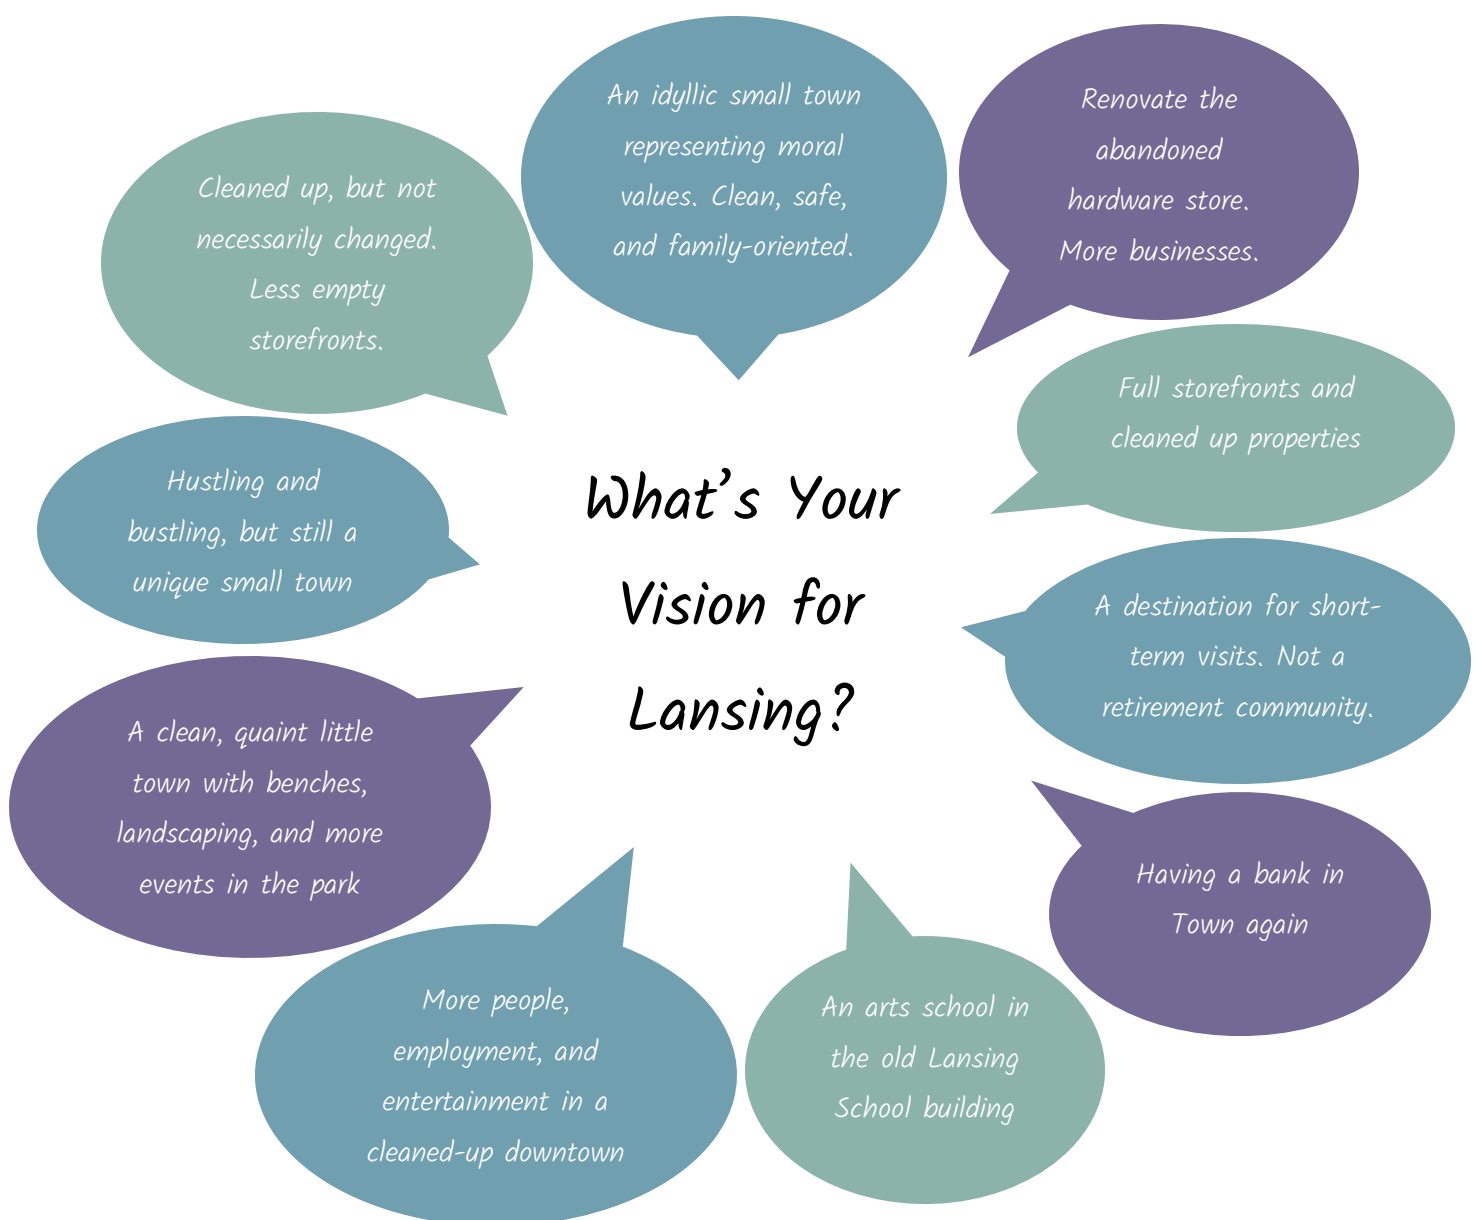 An idyllic small town
representing moral
values. Clean, safe,
and family-oriented.
Renovate the
abandoned
hardware store.
More businesses.
Cleaned up, but not
necessarily changed.
Less empty
storefronts.
Full storefronts and
cleaned up properties
Hustling and
bustling, but still a
unique small town
What's Your
Vision for
Lansing?
A destination for short-
term visits. Not a
retirement community.
A clean, quaint little
town with benches,
landscaping, and more
events in the park
Having a bank in
Town again
More people,
employment, and
entertainment in a
cleaned-up downtown
An arts school in
the old Lansing
School building